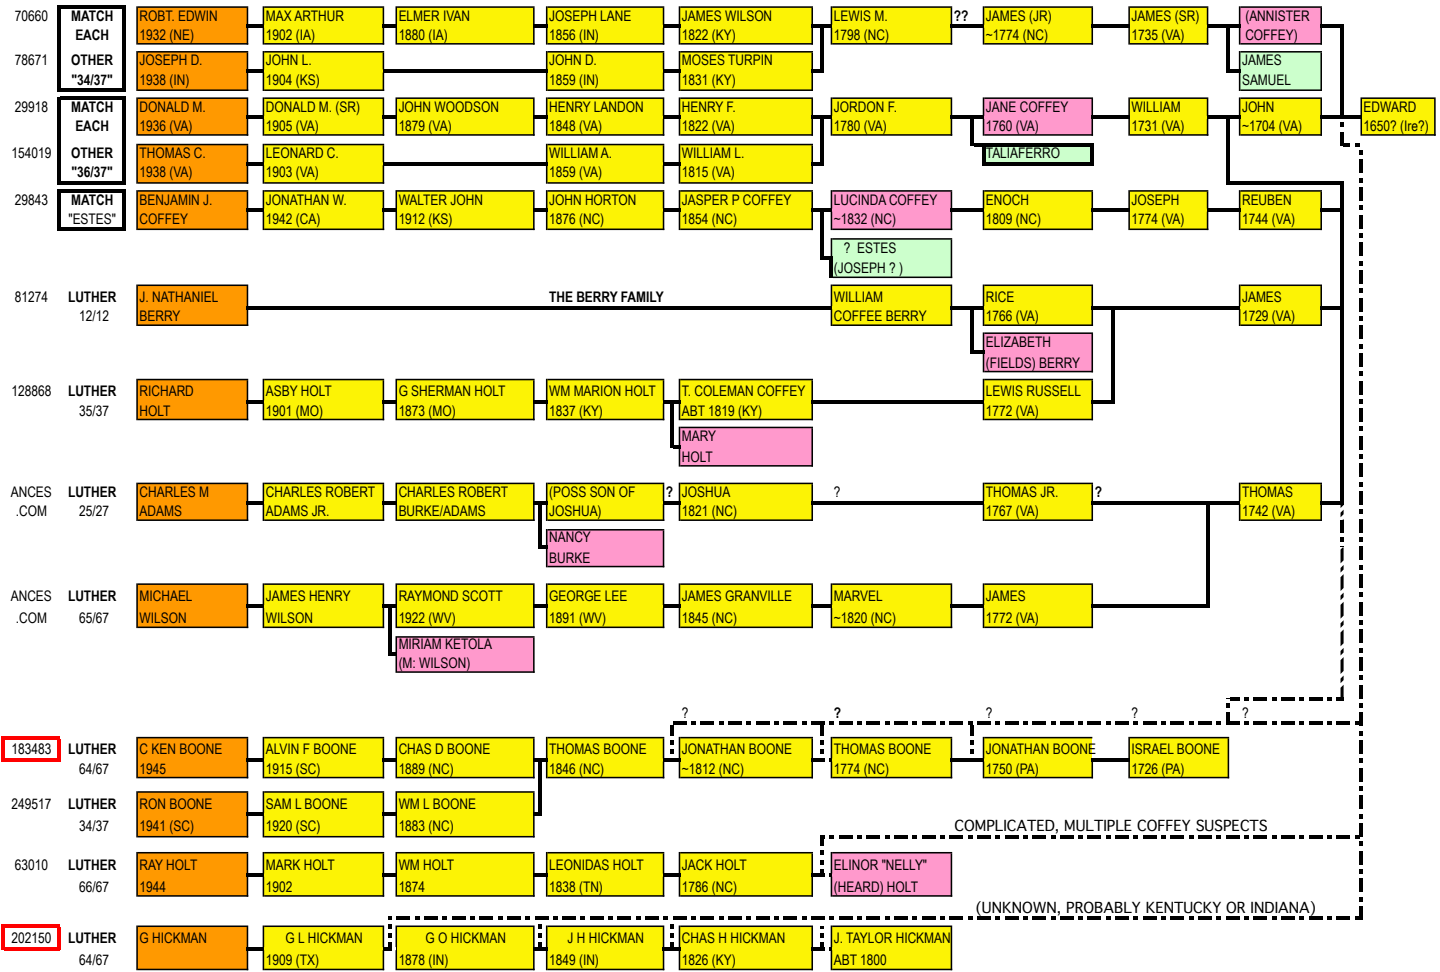 70660 MATCH ROBT. EDWIN MAX ARTHUR ELMER IVAN JOSEPH LANE JAMES WILSON LEWIS M. ?? JAMES (JR) JAMES (SR) (ANNISTER
EACH 1932 (NE) 1902 (IA) 1880 (IA) 1856 (IN) 1822 (KY) 1798 (NC) ~1774 (NC) 1735 (VA) COFFEY)
78671 OTHER JOSEPH D. JOHN L. JOHN D. MOSES TURPIN JAMES
"34/37" 1938 (IN) 1904 (KS) 1859 (IN) 1831 (KY) SAMUEL
29918 MATCH DONALD M. DONALD M. (SR) JOHN WOODSON HENRY LANDON HENRY F. JORDON F. JANE COFFEY WILLIAM JOHN EDWARD
EACH 1936 (VA) 1905 (VA) 1879 (VA) 1848 (VA) 1822 (VA) 1780 (VA) 1760 (VA) 1731 (VA) ~1704 (VA) 1650? (Ire?)
154019 OTHER THOMAS C. LEONARD C. WILLIAM A. WILLIAM L. TALIAFERRO
"36/37" 1938 (VA) 1903 (VA) 1859 (VA) 1815 (VA)
29843 MATCH BENJAMIN J. JONATHAN W. WALTER JOHN JOHN HORTON JASPER P COFFEY LUCINDA COFFEY ENOCH JOSEPH REUBEN
"ESTES" COFFEY 1942 (CA) 1912 (KS) 1876 (NC) 1854 (NC) ~1832 (NC) 1809 (NC) 1774 (VA) 1744 (VA)
? ESTES
(JOSEPH ? )
81274 LUTHER J. NATHANIEL THE BERRY FAMILY WILLIAM RICE JAMES
12/12 BERRY COFFEE BERRY 1766 (VA) 1729 (VA)
ELIZABETH
(FIELDS) BERRY
128868 LUTHER RICHARD ASBY HOLT G SHERMAN HOLT WM MARION HOLT T. COLEMAN COFFEY LEWIS RUSSELL
35/37 HOLT 1901 (MO) 1873 (MO) 1837 (KY) ABT 1819 (KY) 1772 (VA)
MARY
HOLT
ANCES LUTHER CHARLES M CHARLES ROBERT CHARLES ROBERT (POSS SON OF ? JOSHUA ? THOMAS JR. ? THOMAS
.COM 25/27 ADAMS ADAMS JR. BURKE/ADAMS JOSHUA) 1821 (NC) 1767 (VA) 1742 (VA)
NANCY
BURKE
ANCES LUTHER MICHAEL JAMES HENRY RAYMOND SCOTT GEORGE LEE JAMES GRANVILLE MARVEL JAMES
.COM 65/67 WILSON WILSON 1922 (WV) 1891 (WV) 1845 (NC) ~1820 (NC) 1772 (VA)
MIRIAM KETOLA
(M: WILSON)
? ? ? ? ?
183483 LUTHER C KEN BOONE ALVIN F BOONE CHAS D BOONE THOMAS BOONE JONATHAN BOONE THOMAS BOONE JONATHAN BOONE ISRAEL BOONE
64/67 1945 1915 (SC) 1889 (NC) 1846 (NC) ~1812 (NC) 1774 (NC) 1750 (PA) 1726 (PA)
249517 LUTHER RON BOONE SAM L BOONE WM L BOONE
34/37 1941 (SC) 1920 (SC) 1883 (NC)
COMPLICATED, MULTIPLE COFFEY SUSPECTS
63010 LUTHER RAY HOLT MARK HOLT WM HOLT LEONIDAS HOLT JACK HOLT ELINOR "NELLY"
66/67 1944 1902 1874 1838 (TN) 1786 (NC) (HEARD) HOLT
(UNKNOWN, PROBABLY KENTUCKY OR INDIANA)
202150 LUTHER G HICKMAN G L HICKMAN G O HICKMAN J H HICKMAN CHAS H HICKMAN J. TAYLOR HICKMAN
64/67 1909 (TX) 1878 (IN) 1849 (IN) 1826 (KY) ABT 1800